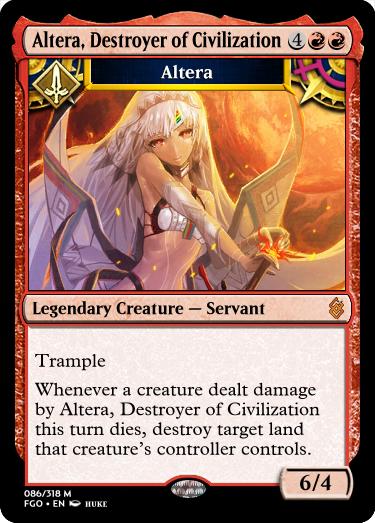 Altera, Destroyer of Civilization 4
Altera
Legendary Creature — Servant
Trample
Whenever a creature dealt damage
by Altera, Destroyer of Civilization
this turn dies, destroy target land
that creature's controller controls.
6/4
086/318 M
FGO • EN HUKE